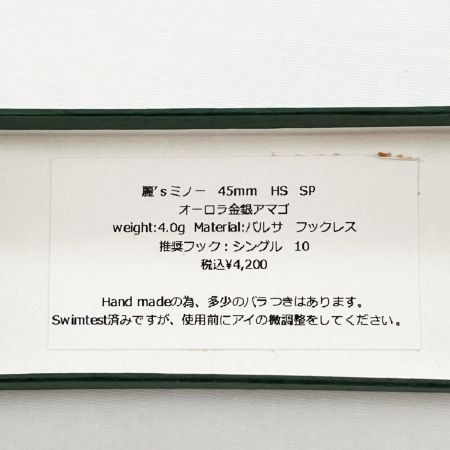 麗’sミノー 45mm HS SP
オーロラ金銀アマゴ
weight:4.0g Material:バルサ フックレス
推奨フック：シングル 10
税込¥4,200
Hand madeの為、多少のバラつきはあります。
Swimtest済みですが、使用前にアイの微調整をしてください。